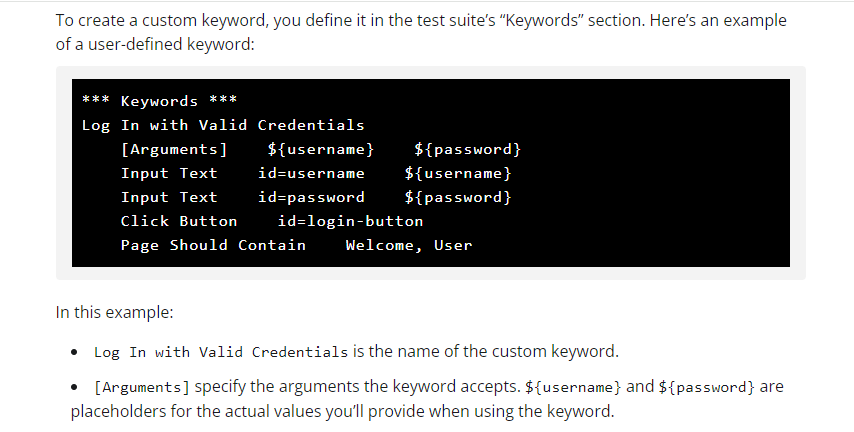 To create a custom keyword, you define it in the test suite’s “Keywords” section. Here’s an example
of a user-defined keyword:
*** Keywords ***
Log In with Valid Credentials
    [Arguments]    ${username}    ${password}
    Input Text    id=username    ${username}
    Input Text    id=password    ${password}
    Click Button    id=login-button
    Page Should Contain    Welcome, User
In this example:
• Log In with Valid Credentials is the name of the custom keyword.
• [Arguments] specify the arguments the keyword accepts. ${username} and ${password} are
placeholders for the actual values you’ll provide when using the keyword.